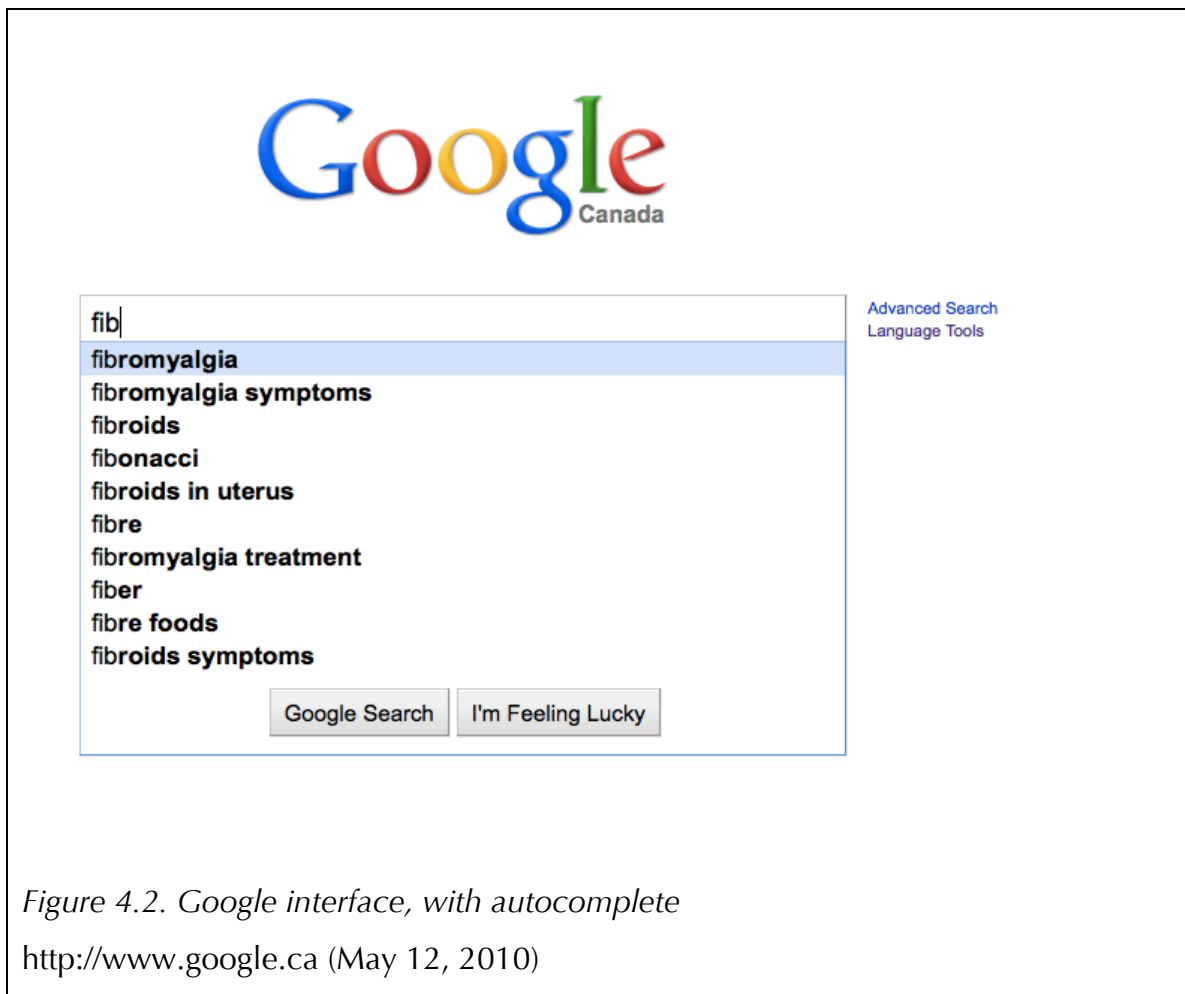 Google
Canada
fib
Advanced Search
Language Tools
fibromyalgia
fibromyalgia symptoms
fibroids
fibonacci
fibroids in uterus
fibre
fibromyalgia treatment
fiber
fibre foods
fibroids symptoms
Google Search I'm Feeling Lucky
Figure 4.2. Google interface, with autocomplete
http://www.google.ca (May 12, 2010)